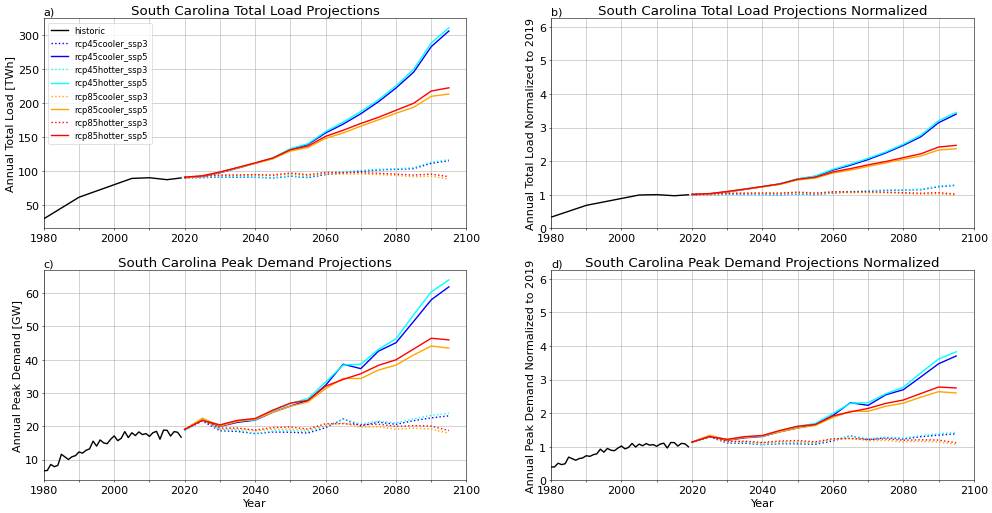 a)
South Carolina Total Load Projections
Annual Total Load [TWh]
300
250
200
150
100
50
historic
rcp45cooler_ssp3
rcp45cooler_ssp5
rcp45hotter_ssp3
rcp45hotter_ssp5
rcp85cooler_ssp3
rcp85cooler_ssp5
rcp85hotter_ssp3
rcp85hotter_ssp5
1980 2000 2020 2040 2060 2080 2100
b)
South Carolina Total Load Projections Normalized
Annual Total Load Normalized to 2019
6
5
4
3
2
1
0
1980 2000 2020 2040 2060 2080 2100
c)
South Carolina Peak Demand Projections
Annual Peak Demand [GW]
60
50
40
30
20
10
1980 2000 2020 2040 2060 2080 2100
Year
d)
South Carolina Peak Demand Projections Normalized
Annual Peak Demand Normalized to 2019
6
5
4
3
2
1
0
1980 2000 2020 2040 2060 2080 2100
Year